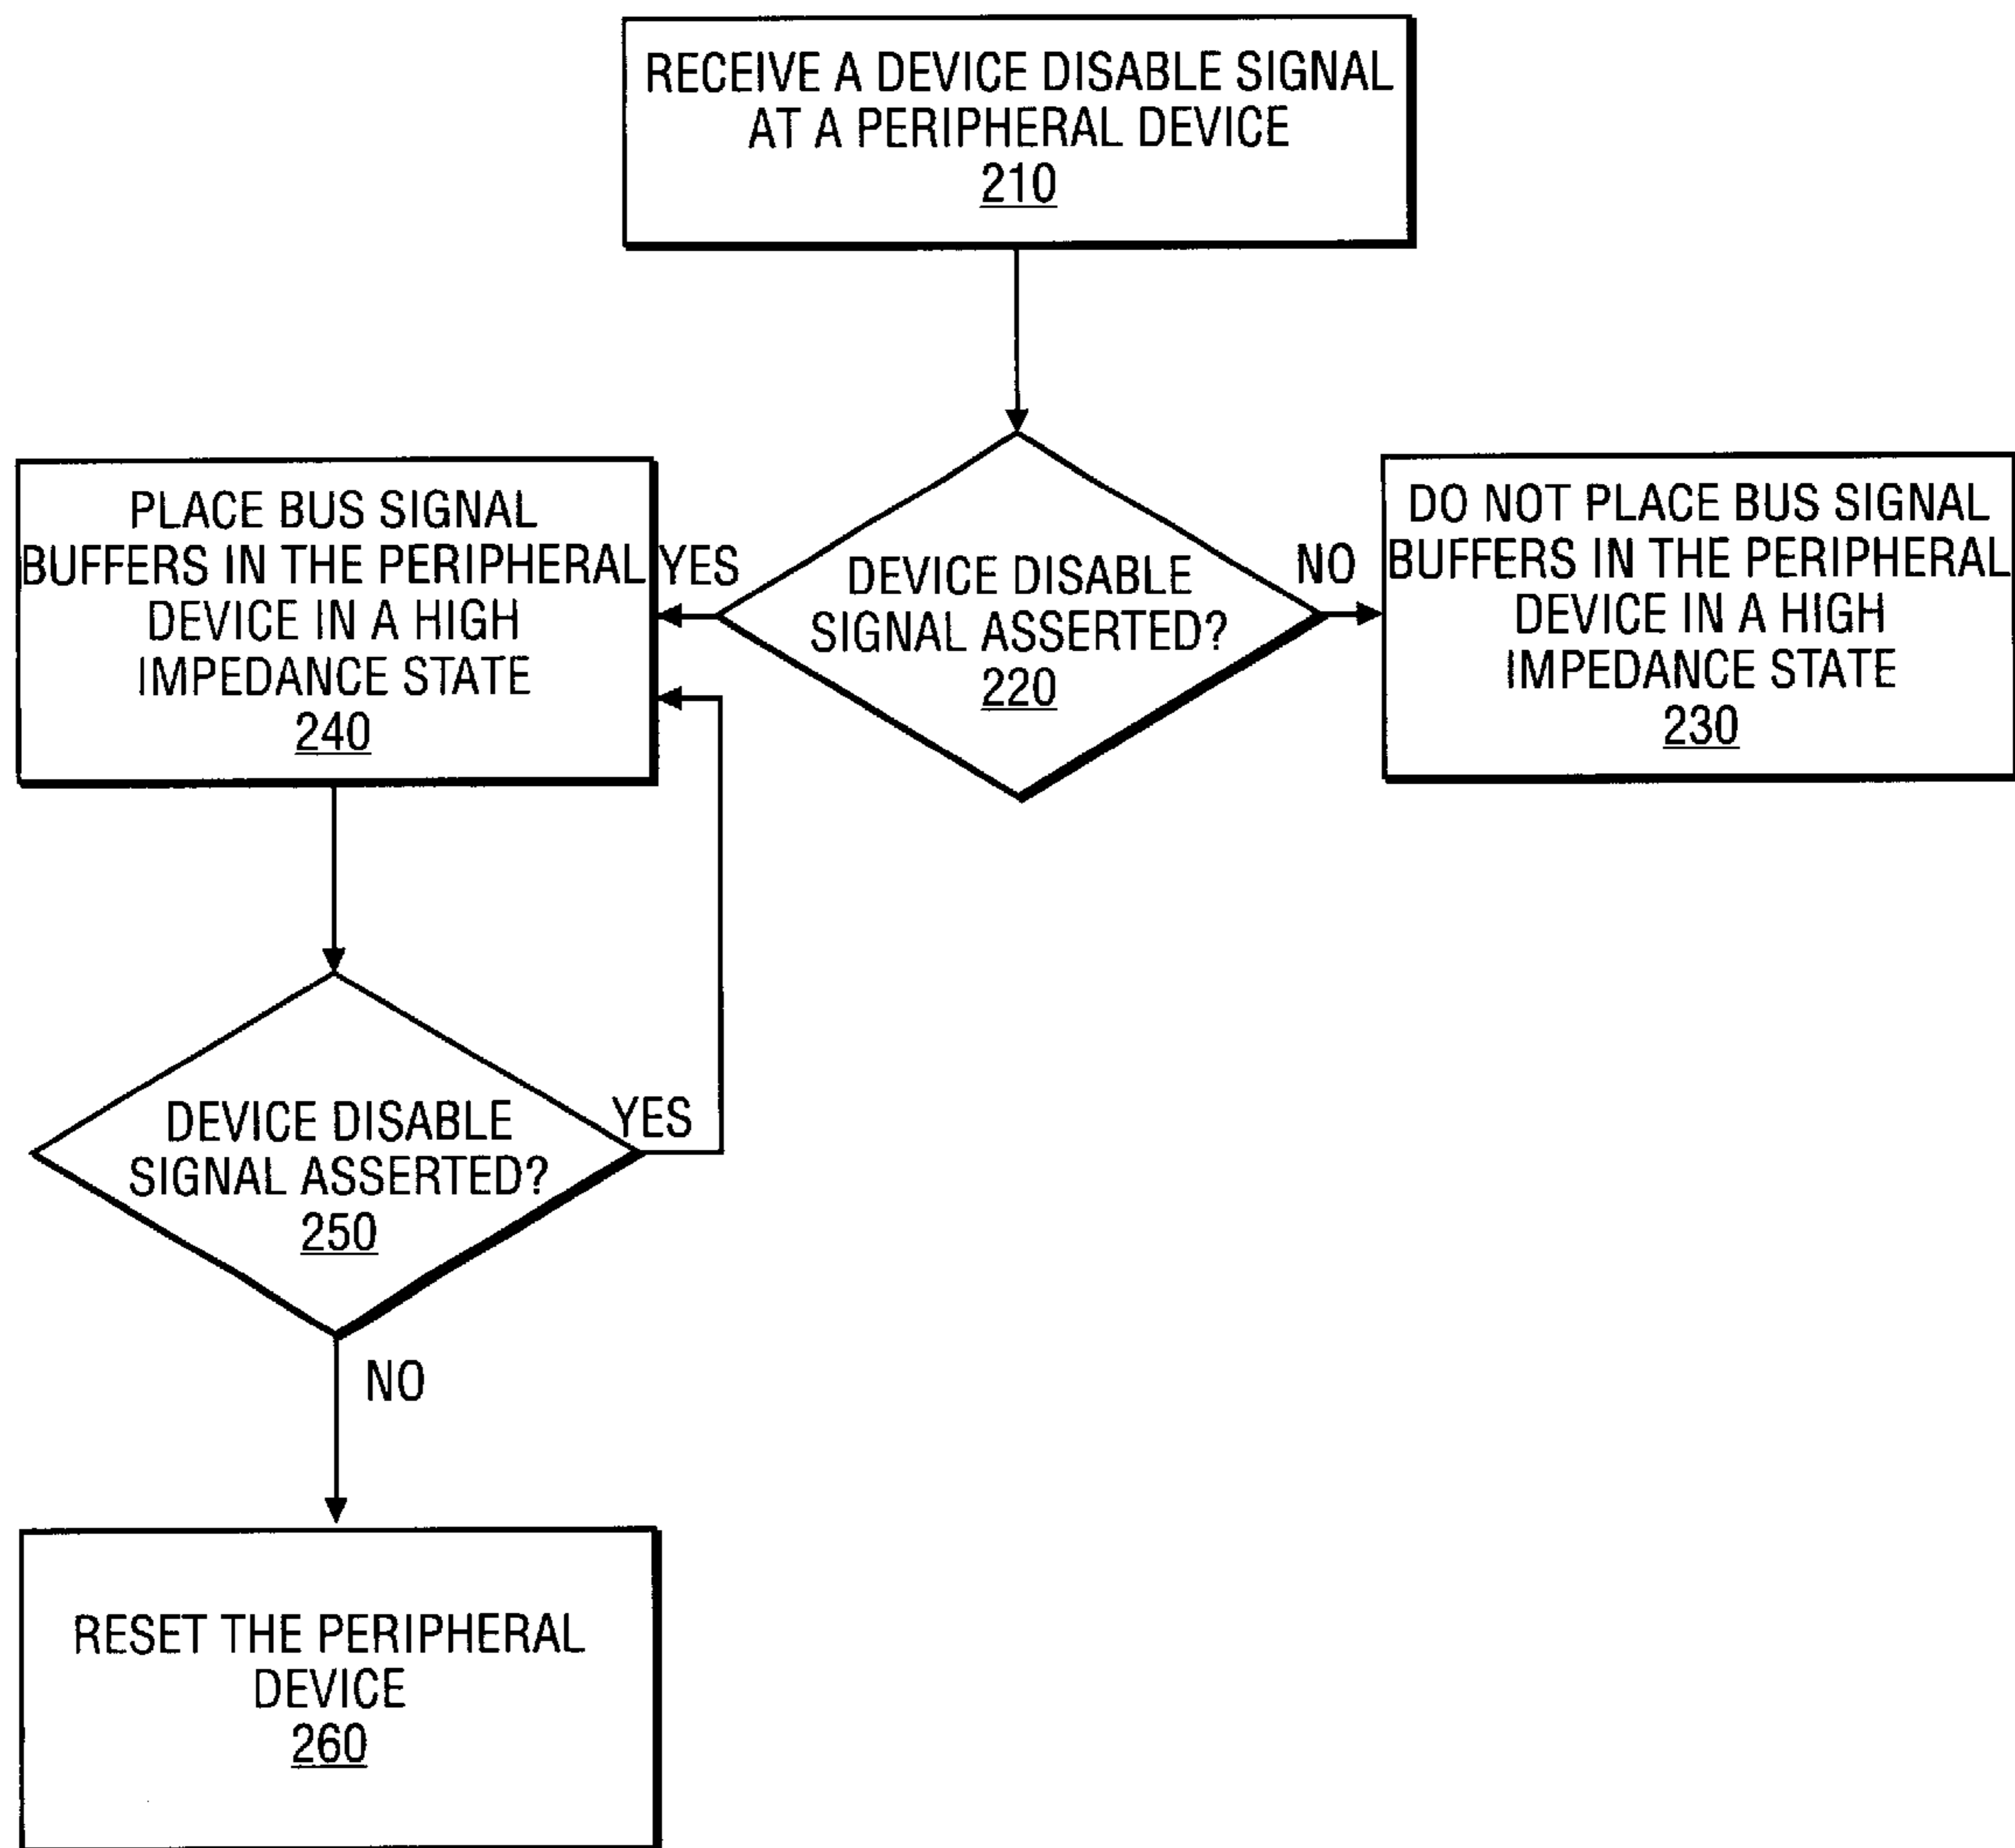 RECEIVE A DEVICE DISABLE SIGNAL
AT A PERIPHERAL DEVICE
210
DEVICE DISABLE
SIGNAL ASSERTED?
220
YES
NO
PLACE BUS SIGNAL
BUFFERS IN THE PERIPHERAL
DEVICE IN A HIGH
IMPEDANCE STATE
240
DO NOT PLACE BUS SIGNAL
BUFFERS IN THE PERIPHERAL
DEVICE IN A HIGH
IMPEDANCE STATE
230
DEVICE DISABLE
SIGNAL ASSERTED?
250
YES
NO
RESET THE PERIPHERAL
DEVICE
260